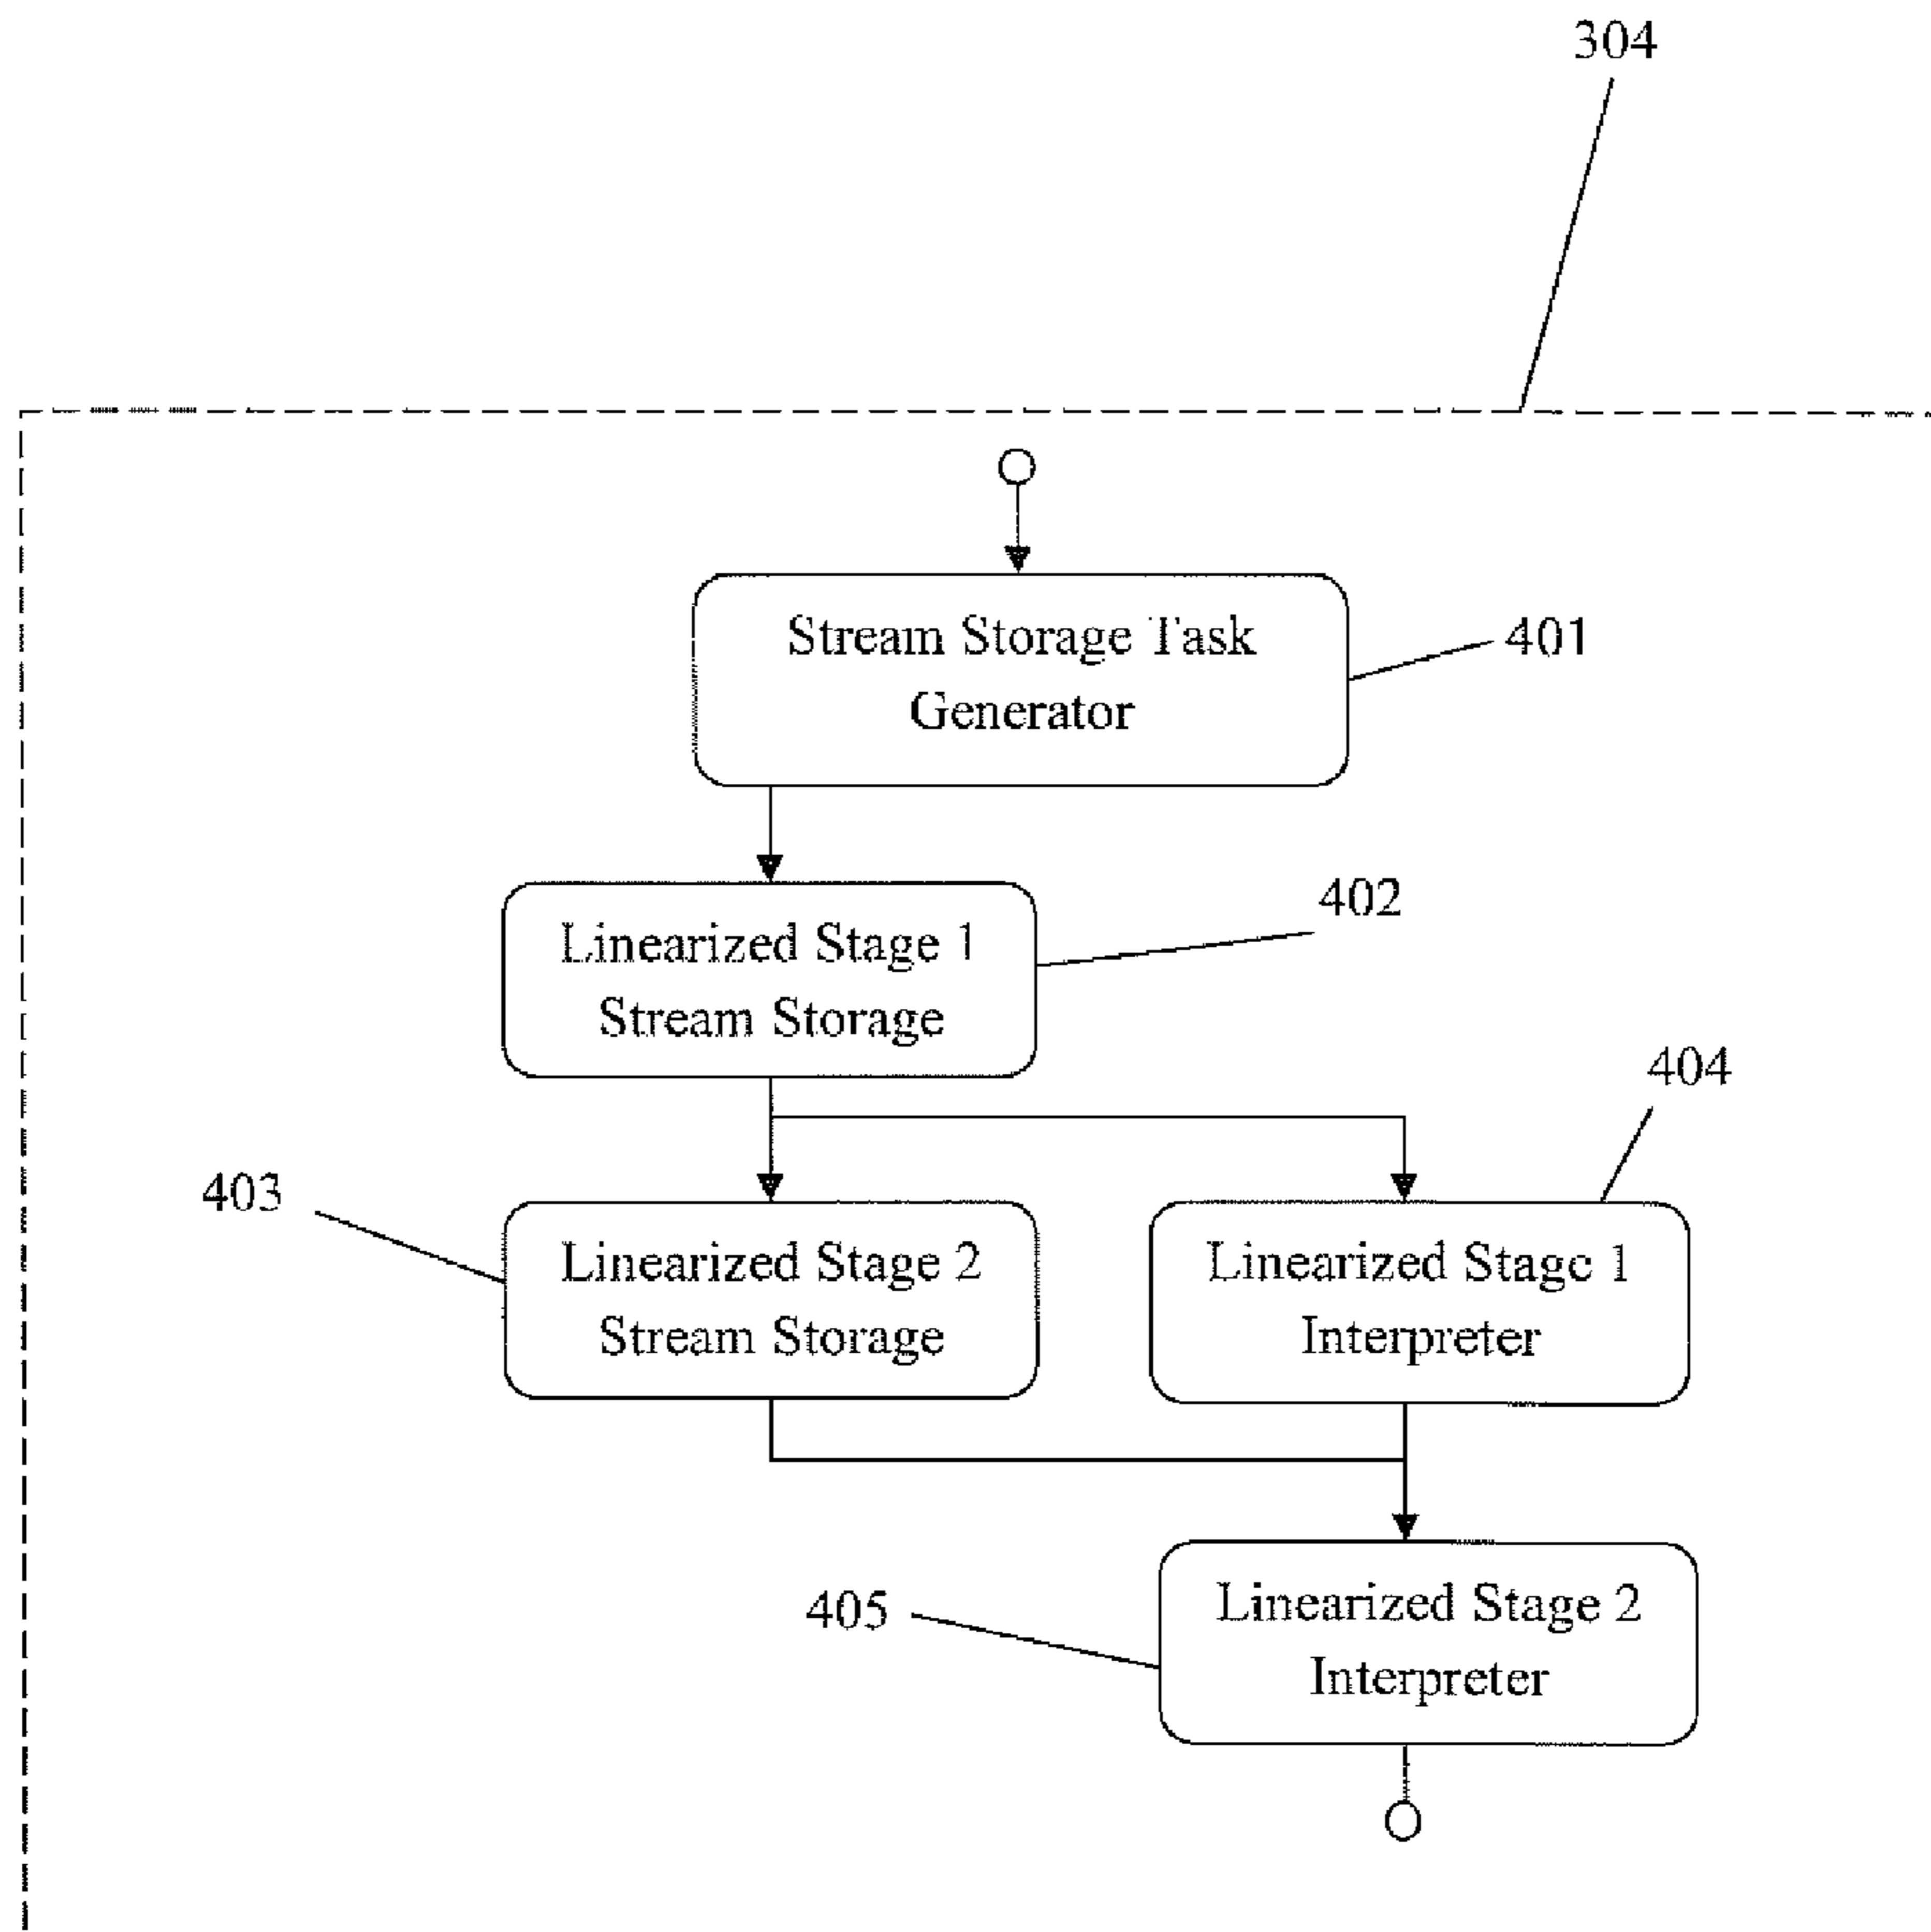 304
Stream Storage Task
Generator
401
Linearized Stage 1
Stream Storage
402
404
403
Linearized Stage 2
Stream Storage
Linearized Stage 1
Interpreter
405
Linearized Stage 2
Interpreter